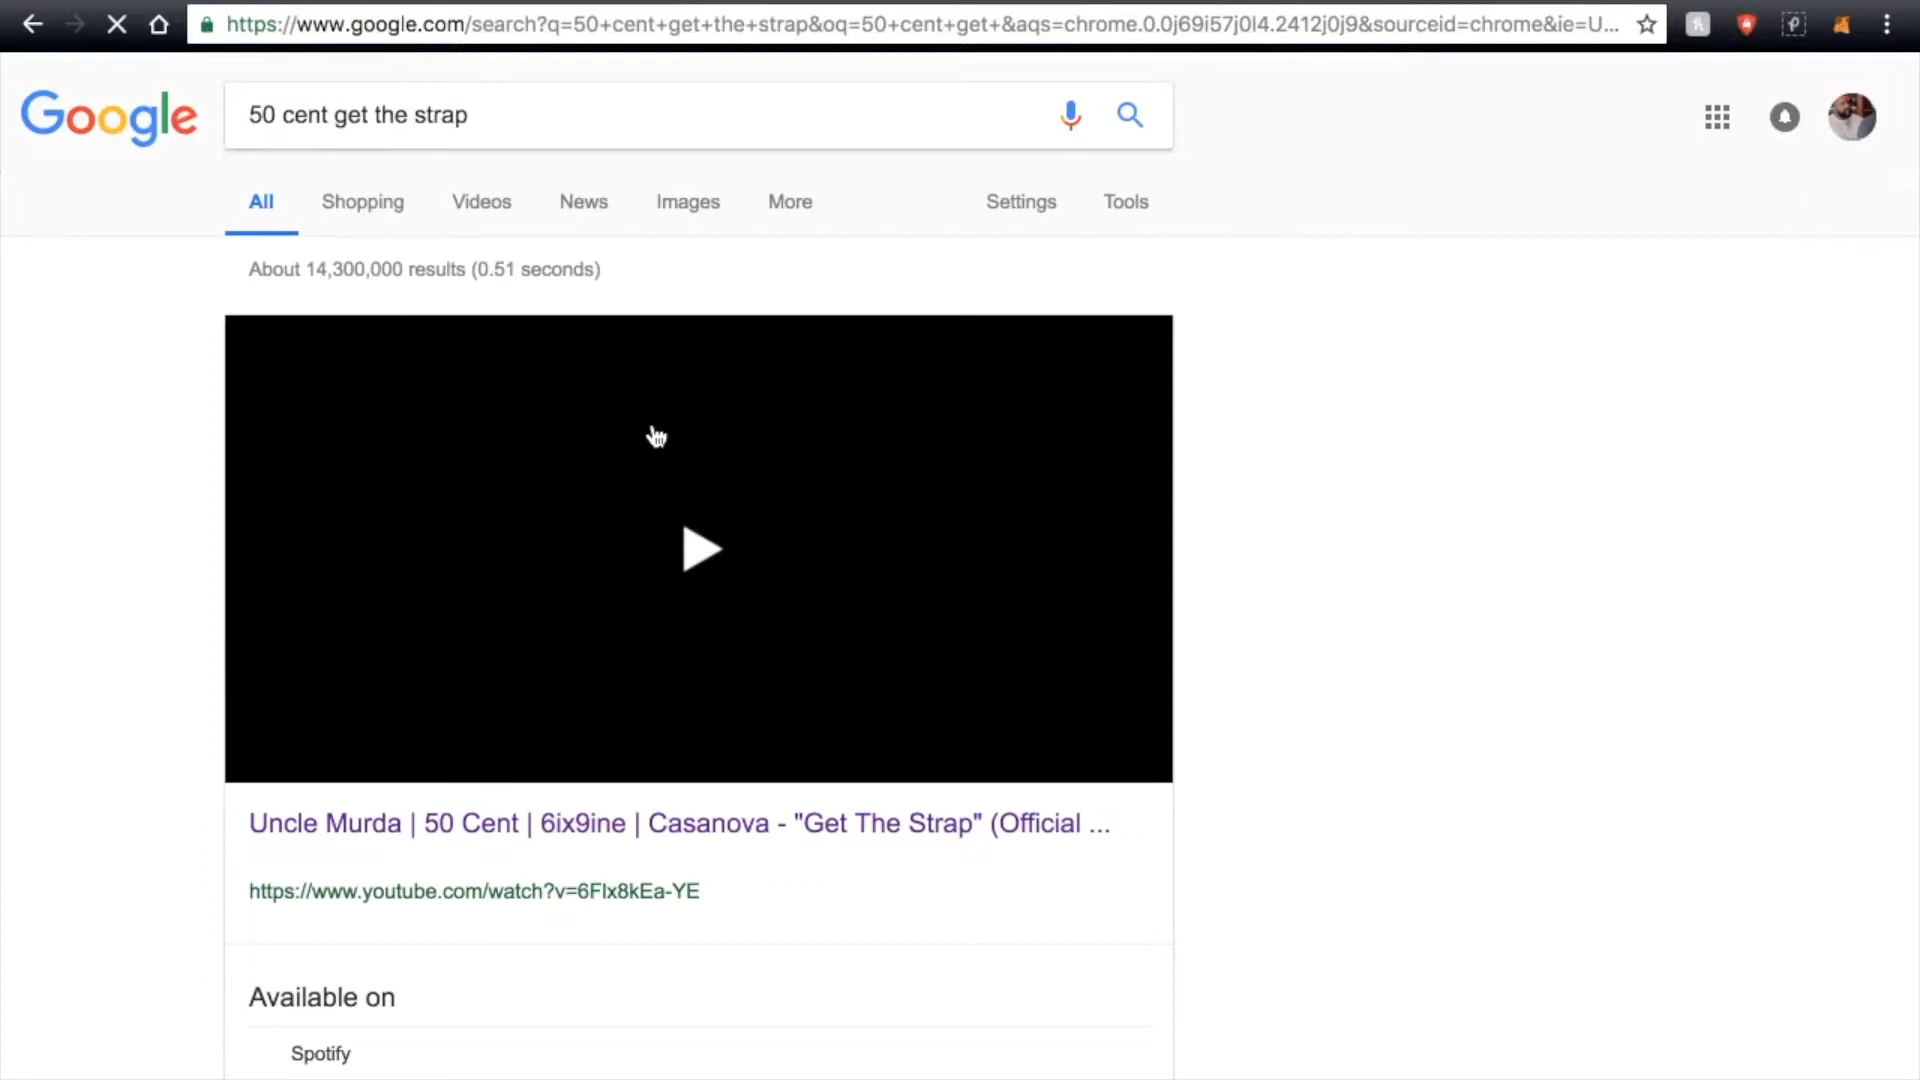 https://www.google.com/search?q=50+cent+get+the+strap&oq=50+cent+get+&aqs=chrome.0.0j69i57j0l4.2412j0j9&sourceid=chrome&ie=U...
Google
50 cent get the strap
All Shopping Videos News Images More Settings Tools
About 14,300,000 results (0.51 seconds)
Uncle Murda | 50 Cent | 6ix9ine | Casanova - "Get The Strap" (Official ...
https://www.youtube.com/watch?v=6FIx8kEa-YE
Available on
Spotify